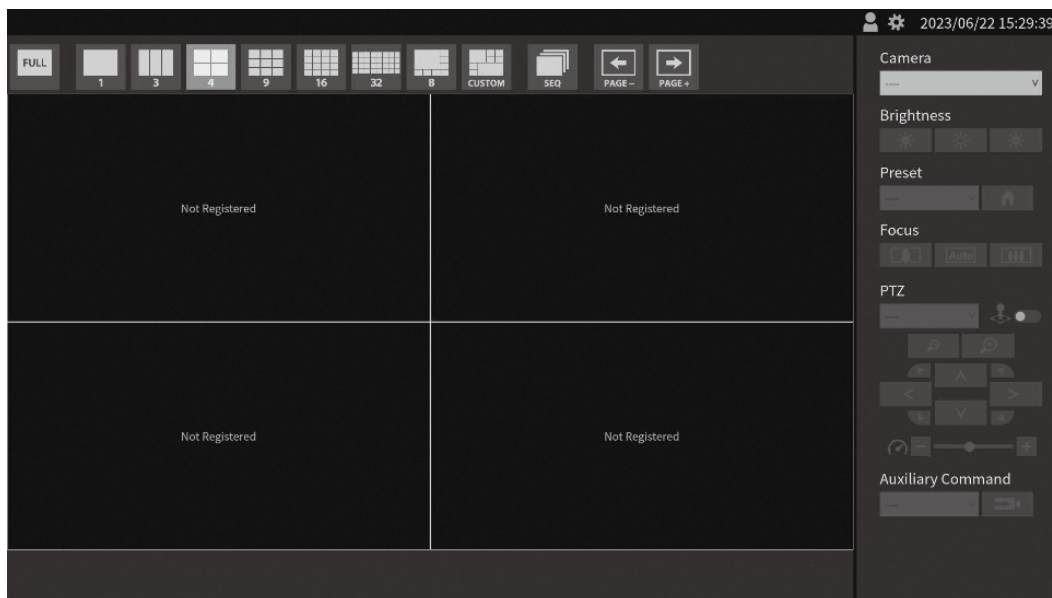 2023/06/22 15:29:39
FULL
1
3
4
9
16
32
8
CUSTOM
SEQ
PAGE−
PAGE+
Not Registered
Not Registered
Not Registered
Not Registered
Camera
----
Brightness
Preset
----
Focus
Auto
PTZ
----
Auxiliary Command
----